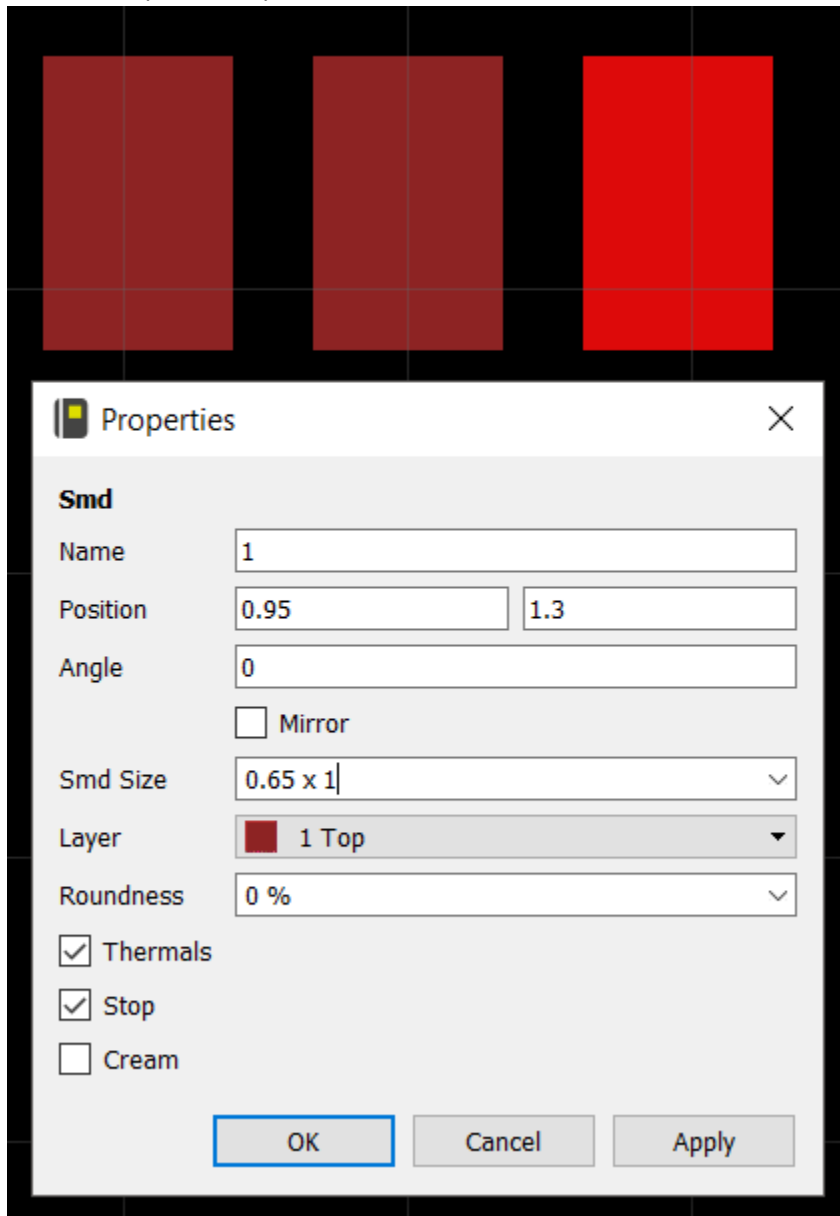 Properties
Smd
Name 1
Position 0.95 1.3
Angle 0
Mirror
Smd Size 0.65 x 1
Layer 1 Top
Roundness 0 %
Thermals
Stop
Cream
OK Cancel Apply